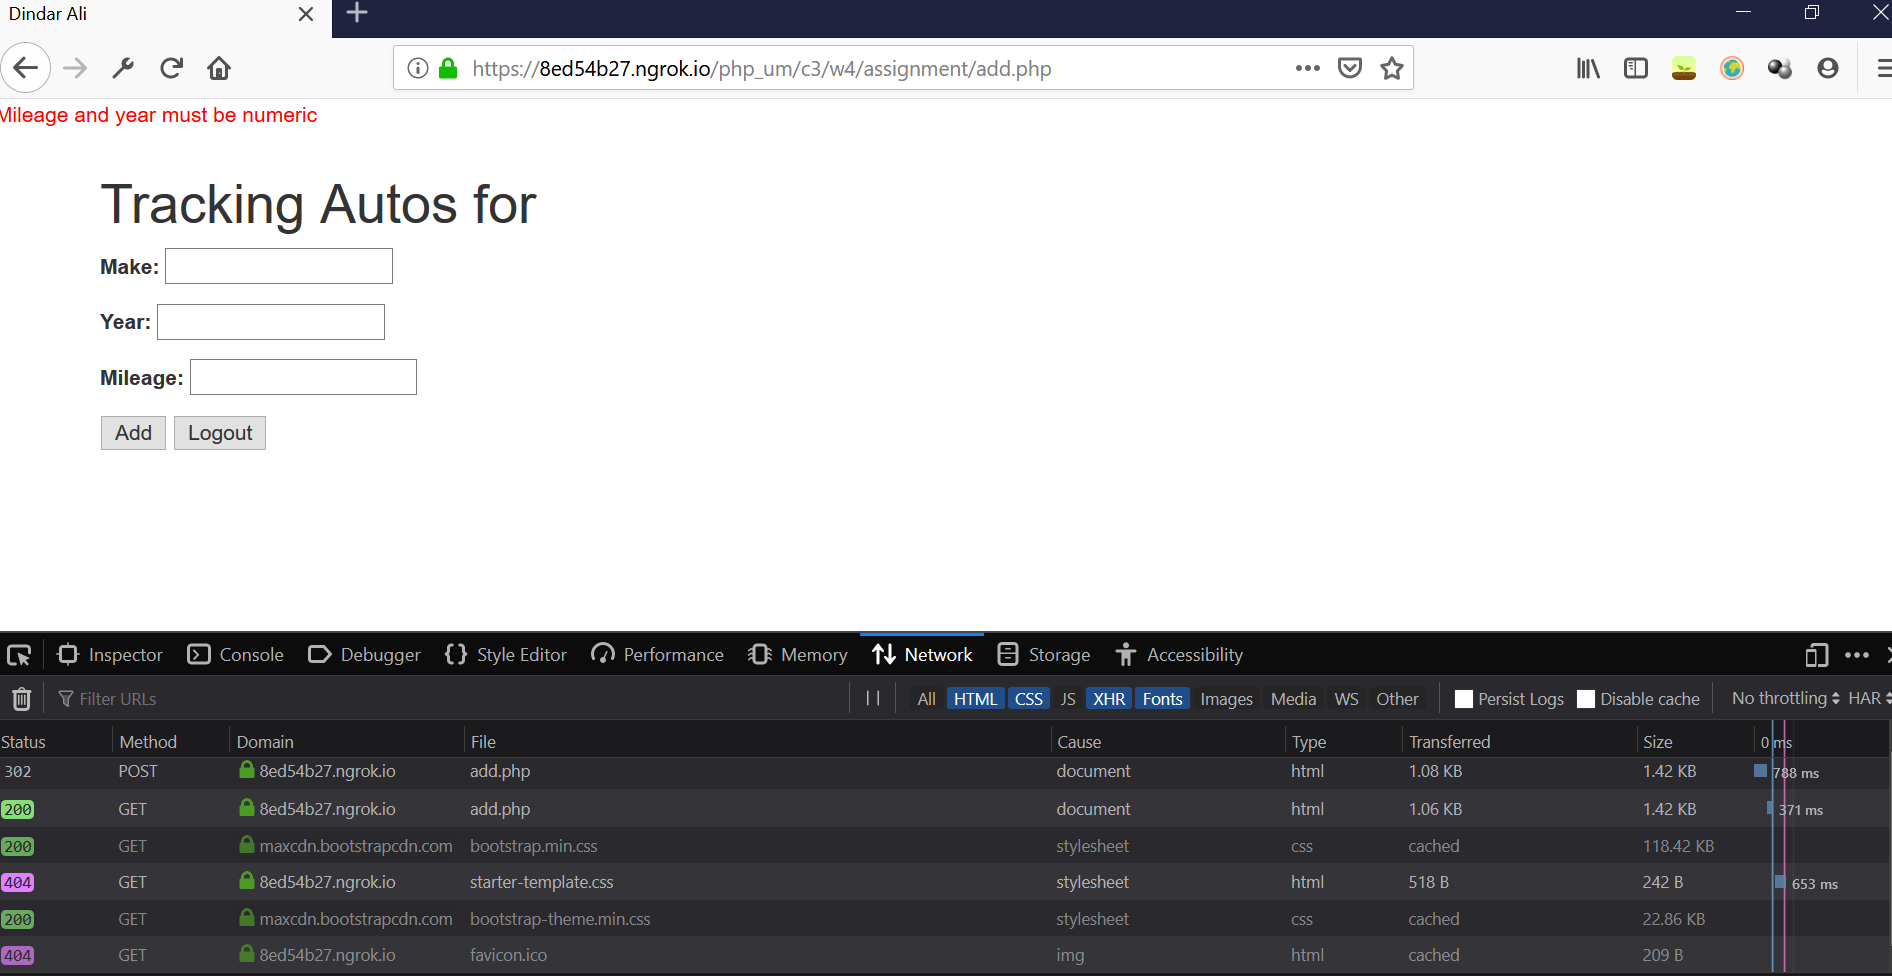 Dindar Ali
https://8ed54b27.ngrok.io/php_um/c3/w4/assignment/add.php
Mileage and year must be numeric
Tracking Autos for
Make:
Year:
Mileage:
Add Logout
Inspector Console Debugger {} Style Editor Performance Memory Network Storage Accessibility
Filter URLs All HTML CSS JS XHR Fonts Images Media WS Other Persist Logs Disable cache No throttling HAR
Status Method Domain File Cause Type Transferred Size 0 ms
302 POST 8ed54b27.ngrok.io add.php document html 1.08 KB 1.42 KB 788 ms
200 GET 8ed54b27.ngrok.io add.php document html 1.06 KB 1.42 KB 371 ms
200 GET maxcdn.bootstrapcdn.com bootstrap.min.css stylesheet css cached 118.42 KB
404 GET 8ed54b27.ngrok.io starter-template.css stylesheet html 518 B 242 B 653 ms
200 GET maxcdn.bootstrapcdn.com bootstrap-theme.min.css stylesheet css cached 22.86 KB
404 GET 8ed54b27.ngrok.io favicon.ico img html cached 209 B